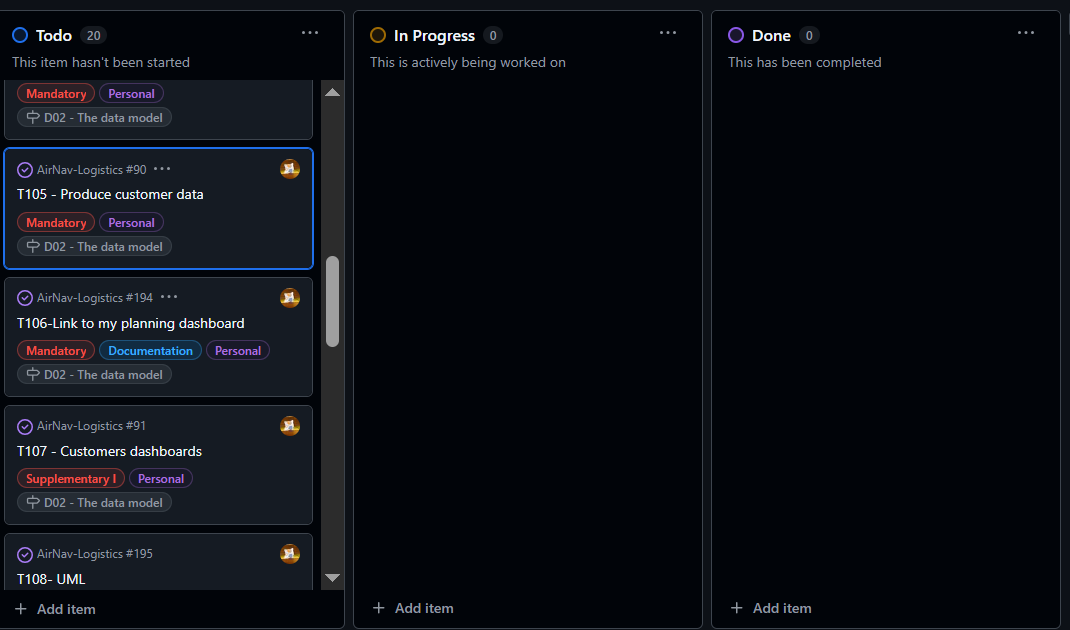 Todo 20
This item hasn't been started
Mandatory Personal
D02 - The data model
AirNav-Logistics #90
T105 - Produce customer data
Mandatory Personal
D02 - The data model
AirNav-Logistics #194
T106-Link to my planning dashboard
Mandatory Documentation Personal
D02 - The data model
AirNav-Logistics #91
T107 - Customers dashboards
Supplementary I Personal
D02 - The data model
AirNav-Logistics #195
T108- UML
+ Add item
In Progress 0
This is actively being worked on
+ Add item
Done 0
This has been completed
+ Add item